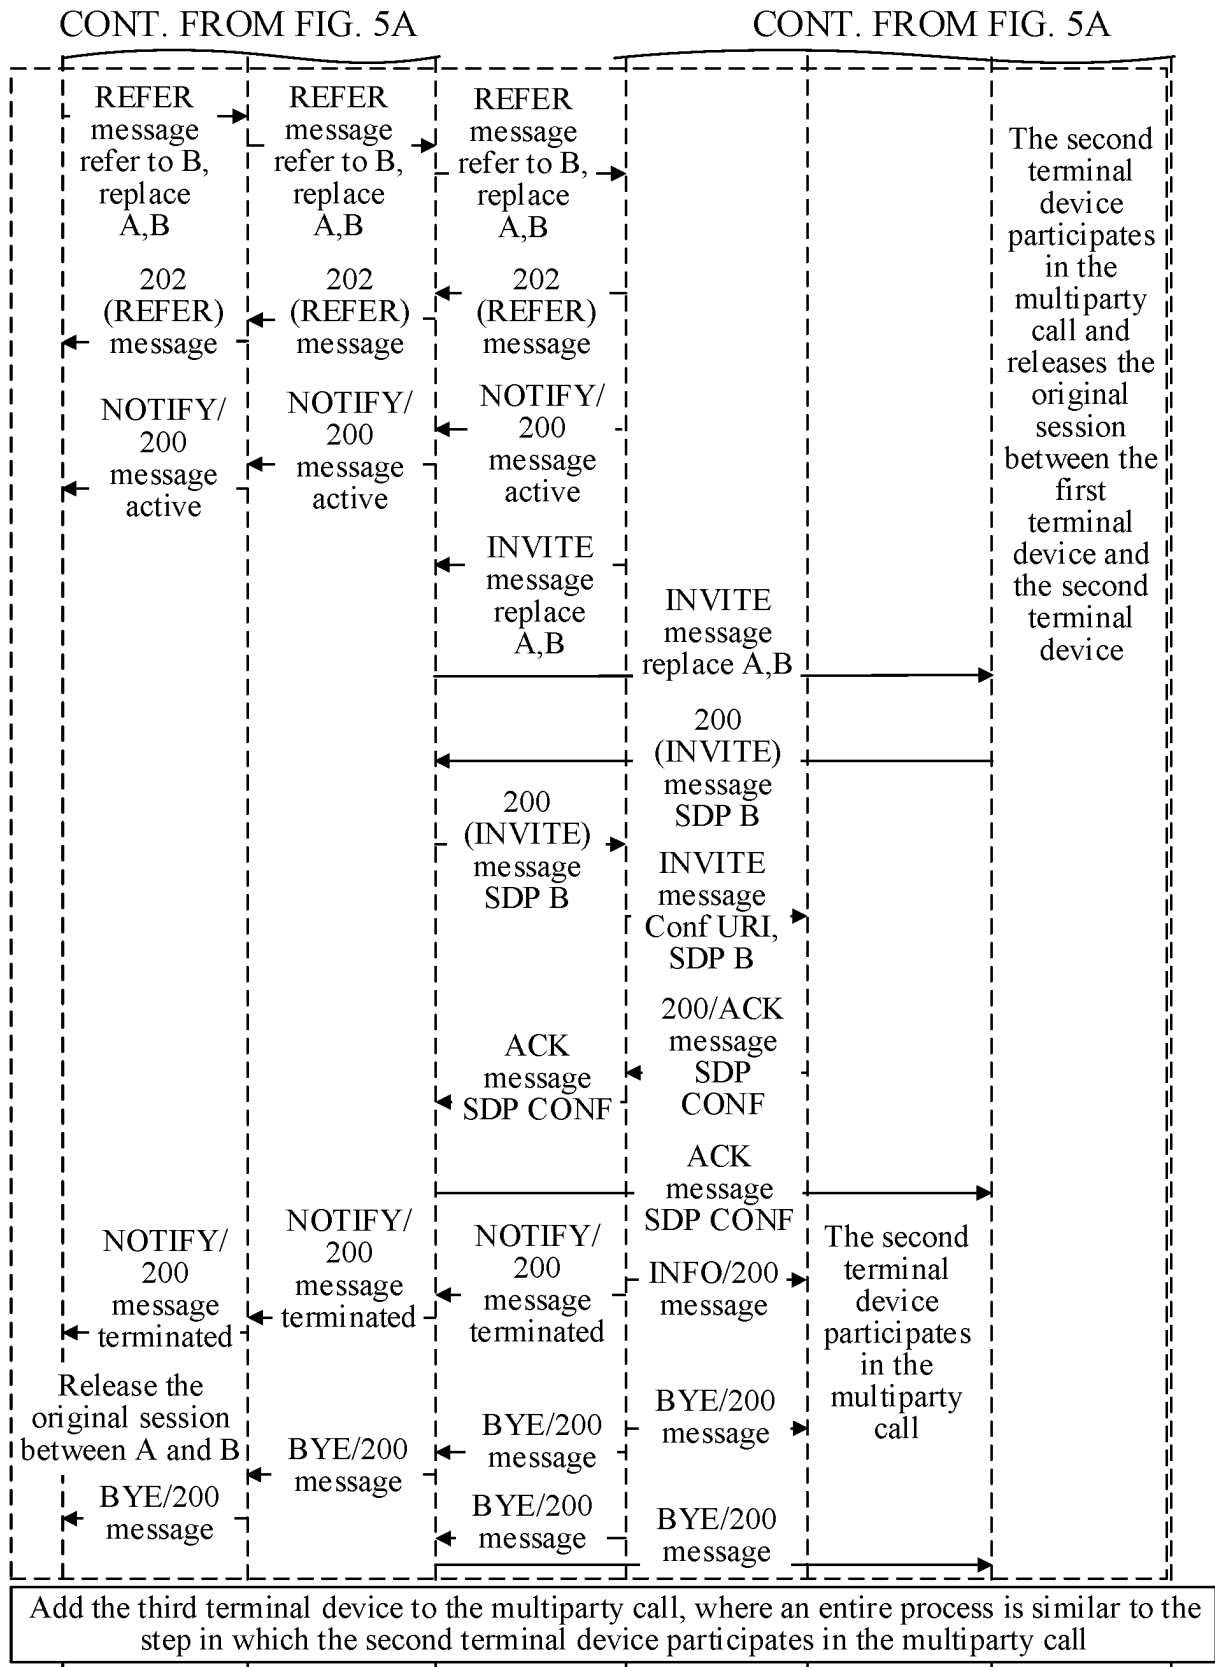 CONT. FROM FIG. 5A
CONT. FROM FIG. 5A
REFER
message
refer to B,
replace
A,B
REFER
message
refer to B,
replace
A,B
REFER
message
refer to B,
replace
A,B
The second
terminal
device
participates
in the
multiparty
call and
releases the
original
session
between the
first
terminal
device and
the second
terminal
device
202
(REFER)
message
202
(REFER)
message
202
(REFER)
message
NOTIFY/
200
message
active
NOTIFY/
200
message
active
NOTIFY/
200
message
active
INVITE
message
replace
A,B
INVITE
message
replace A,B
200
(INVITE)
message
SDP B
200
(INVITE)
message
SDP B
INVITE
message
Conf URI,
SDP B
200/ACK
message
SDP
CONF
ACK
message
SDP CONF
ACK
message
SDP CONF
NOTIFY/
200
message
terminated
NOTIFY/
200
message
terminated
NOTIFY/
200
message
terminated
INFO/200
message
The second
terminal
device
participates
in the
multiparty
call
Release the
original session
between A and B
BYE/200
message
BYE/200
message
BYE/200
message
BYE/200
message
BYE/200
message
BYE/200
message
Add the third terminal device to the multiparty call, where an entire process is similar to the
step in which the second terminal device participates in the multiparty call